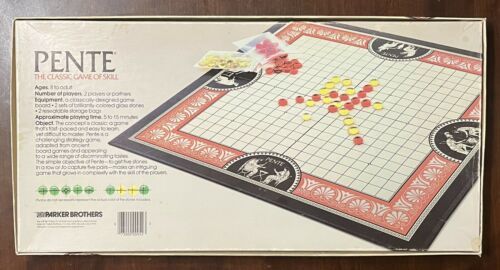 PENTE®
THE CLASSIC GAME OF SKILL
Ages: 8 to adult
Number of players: 2 players or partners
Equipment: a classically-designed game
board • 2 sets of brilliantly-colored glass stones
• 2 resealable storage bags
Approximate playing time: 5 to 15 minutes
Object: The concept is classic: a game
that's fast-paced and easy to learn,
yet difficult to master. Pente is a
challenging strategy game,
adapted from ancient
board games and appealing
to a wide range of discriminating tastes.
The simple objective of Pente–to get five stones
in a row or capture five pairs–makes an intriguing
game that grows in complexity with the skill of the players.
PARKER BROTHERS